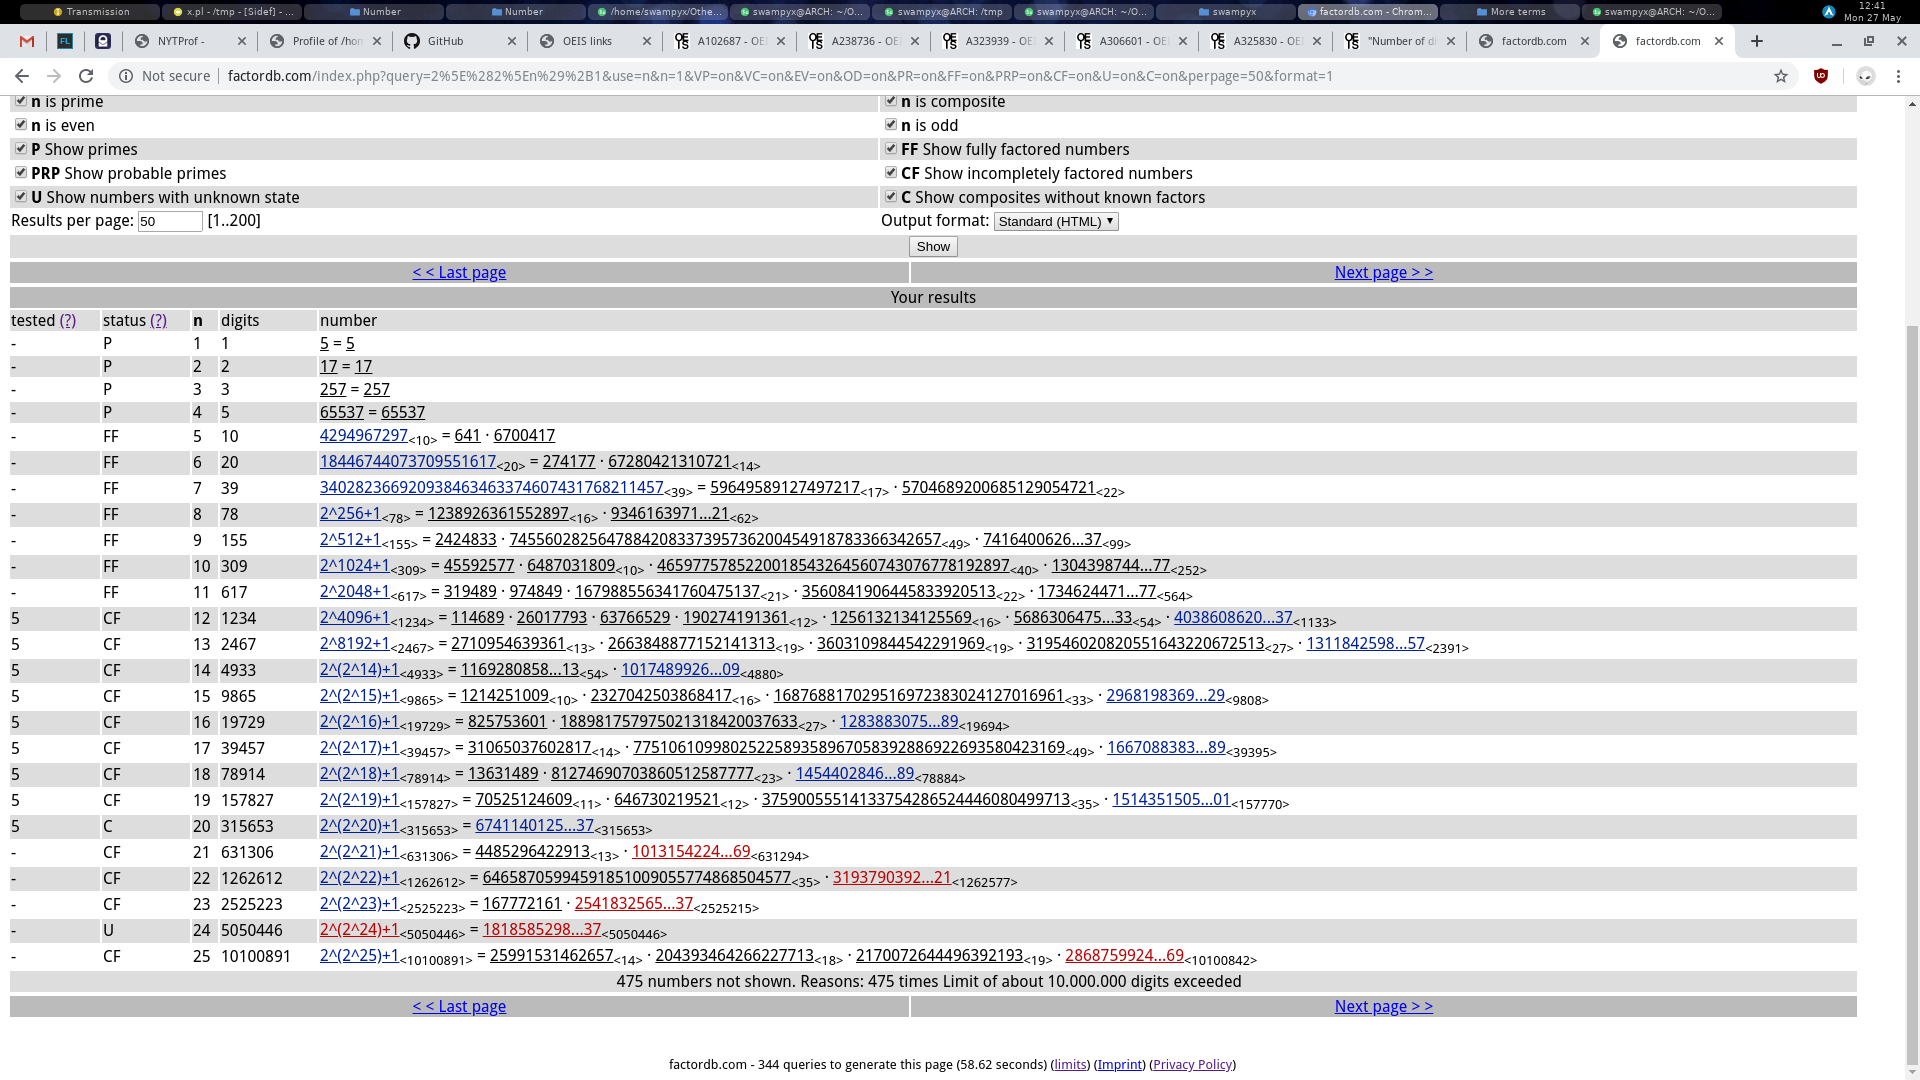 Transmission x.pl - /tmp - [Sidef] - ... Number Number /home/swampyx/Othe... swampyx@ARCH: ~/O... swampyx@ARCH: /tmp swampyx@ARCH: ~/O... swampyx factordb.com - Chrom... More terms swampyx@ARCH: ~/O... 12:41
Mon 27 May
NYTProf - Profile of /hon GitHub OEIS links A102687 - OEI A238736 - OEI A323939 - OEI A306601 - OEI A325830 - OEI "Number of di factordb.com factordb.com
Not secure factordb.com/index.php?query=2%5E%282%5En%29%2B1&use=n&n=1&VP=on&VC=on&EV=on&OD=on&PR=on&FF=on&PRP=on&CF=on&U=on&C=on&perpage=50&format=1
n is prime n is composite
n is even n is odd
P Show primes FF Show fully factored numbers
PRP Show probable primes CF Show incompletely factored numbers
U Show numbers with unknown state C Show composites without known factors
Results per page: 50 [1..200] Output format: Standard (HTML)
Show
< < Last page Next page > >
Your results
tested (?) status (?) n digits number
- P 1 1 5 = 5
- P 2 2 17 = 17
- P 3 3 257 = 257
- P 4 5 65537 = 65537
- FF 5 10 4294967297<10> = 641 · 6700417
- FF 6 20 18446744073709551617<20> = 274177 · 67280421310721<14>
- FF 7 39 340282366920938463463374607431768211457<39> = 59649589127497217<17> · 5704689200685129054721<22>
- FF 8 78 2^256+1<78> = 1238926361552897<16> · 9346163971...21<62>
- FF 9 155 2^512+1<155> = 2424833 · 7455602825647884208337395736200454918783366342657<49> · 7416400626...37<99>
- FF 10 309 2^1024+1<309> = 45592577 · 6487031809<10> · 4659775785220018543264560743076778192897<40> · 1304398744...77<252>
- FF 11 617 2^2048+1<617> = 319489 · 974849 · 167988556341760475137<21> · 3560841906445833920513<22> · 1734624471...77<564>
5 CF 12 1234 2^4096+1<1234> = 114689 · 26017793 · 63766529 · 190274191361<12> · 1256132134125569<16> · 5686306475...33<54> · 4038608620...37<1133>
5 CF 13 2467 2^8192+1<2467> = 2710954639361<13> · 2663848877152141313<19> · 3603109844542291969<19> · 319546020820551643220672513<27> · 1311842598...57<2391>
5 CF 14 4933 2^(2^14)+1<4933> = 1169280858...13<54> · 1017489926...09<4880>
5 CF 15 9865 2^(2^15)+1<9865> = 1214251009<10> · 2327042503868417<16> · 168768817029516972383024127016961<33> · 2968198369...29<9808>
5 CF 16 19729 2^(2^16)+1<19729> = 825753601 · 188981757975021318420037633<27> · 1283883075...89<19694>
5 CF 17 39457 2^(2^17)+1<39457> = 31065037602817<14> · 7751061099802522589358967058392886922693580423169<49> · 1667088383...89<39395>
5 CF 18 78914 2^(2^18)+1<78914> = 13631489 · 81274690703860512587777<23> · 1454402846...89<78884>
5 CF 19 157827 2^(2^19)+1<157827> = 70525124609<11> · 646730219521<12> · 37590055514133754286524446080499713<35> · 1514351505...01<157770>
5 C 20 315653 2^(2^20)+1<315653> = 6741140125...37<315653>
- CF 21 631306 2^(2^21)+1<631306> = 4485296422913<13> · 1013154224...69<631294>
- CF 22 1262612 2^(2^22)+1<1262612> = 64658705994591851009055774868504577<35> · 3193790392...21<1262577>
- CF 23 2525223 2^(2^23)+1<2525223> = 167772161 · 2541832565...37<2525215>
- U 24 5050446 2^(2^24)+1<5050446> = 1818585298...37<5050446>
- CF 25 10100891 2^(2^25)+1<10100891> = 25991531462657<14> · 204393464266227713<18> · 2170072644496392193<19> · 2868759924...69<10100842>
475 numbers not shown. Reasons: 475 times Limit of about 10.000.000 digits exceeded
< < Last page Next page > >
factordb.com - 344 queries to generate this page (58.62 seconds) (limits) (Imprint) (Privacy Policy)